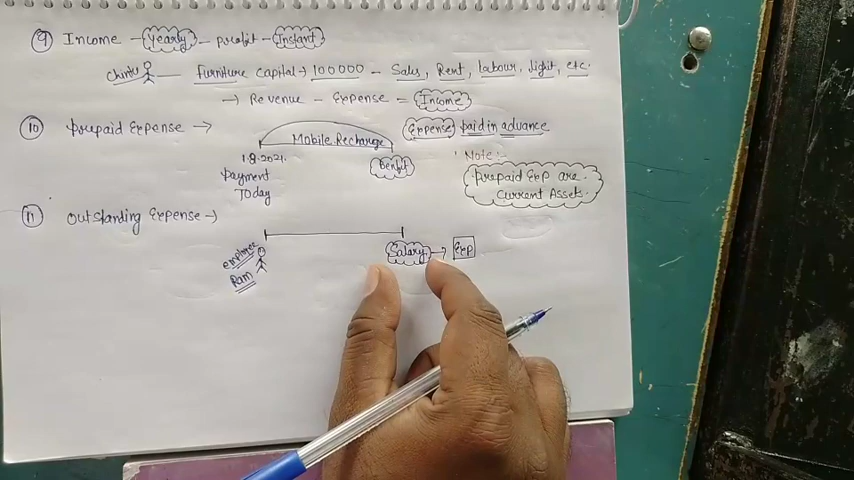 9 Income - Yearly - profit - Instant
chinu - Furniture Capital → 100000 - Sales, Rent, labour, light, etc.
→ Revenue - Expense = Income
10 prepaid Expense → Mobile Recharge Expense paid in advance
1.8.2021. Benefit
Payment
Today
Note:-
prepaid Exp are
Current Assets.
11 Outstanding Expense →
employee Salary → Exp
Ram